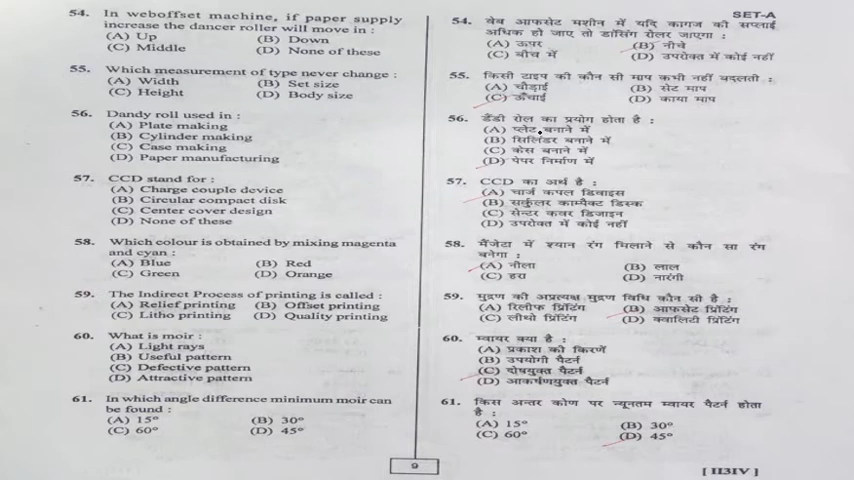 54. In weboffset machine, if paper supply
increase the dancer roller will move in :
(A) Up (B) Down
(C) Middle (D) None of these
55. Which measurement of type never change :
(A) Width (B) Set size
(C) Height (D) Body size
56. Dandy roll used in :
(A) Plate making
(B) Cylinder making
(C) Case making
(D) Paper manufacturing
57. CCD stand for :
(A) Charge couple device
(B) Circular compact disk
(C) Center cover design
(D) None of these
58. Which colour is obtained by mixing magenta
and cyan :
(A) Blue (B) Red
(C) Green (D) Orange
59. The Indirect Process of printing is called :
(A) Relief printing (B) Offset printing
(C) Litho printing (D) Quality printing
60. What is moir :
(A) Light rays
(B) Useful pattern
(C) Defective pattern
(D) Attractive pattern
61. In which angle difference minimum moir can
be found :
(A) 15° (B) 30°
(C) 60° (D) 45°
SET-A
54. वेब आफसेट मशीन में यदि कागज की सप्लाई
अधिक हो जाए तो डांसिंग रोलर जाएगा :
(A) ऊपर (B) नीचे
(C) बीच में (D) उपरोक्त में कोई नहीं
55. किसी टाइप की कौन सी माप कभी नहीं बदलती :
(A) चौड़ाई (B) सेट माप
(C) ऊँचाई (D) काया माप
56. डैंडी रोल का प्रयोग होता है :
(A) प्लेट बनाने में
(B) सिलिंडर बनाने में
(C) केस बनाने में
(D) पेपर निर्माण में
57. CCD का अर्थ है :
(A) चार्ज कपल डिवाइस
(B) सर्कुलर काम्पैक्ट डिस्क
(C) सेन्टर कवर डिजाइन
(D) उपरोक्त में कोई नहीं
58. मैंजेटा में श्यान रंग मिलाने से कौन सा रंग
बनेगा :
(A) नीला (B) लाल
(C) हरा (D) नारंगी
59. मुद्रण की अप्रत्यक्ष मुद्रण विधि कौन सी है :
(A) रिलीफ प्रिंटिंग (B) आफसेट प्रिंटिंग
(C) लीथो प्रिंटिंग (D) क्वालिटी प्रिंटिंग
60. म्वायर क्या है :
(A) प्रकाश की किरणें
(B) उपयोगी पैटर्न
(C) दोषयुक्त पैटर्न
(D) आकर्षणयुक्त पैटर्न
61. किस अन्तर कोण पर न्यूनतम म्वायर पैटर्न होता
है :
(A) 15° (B) 30°
(C) 60° (D) 45°
9
[ II3IV ]